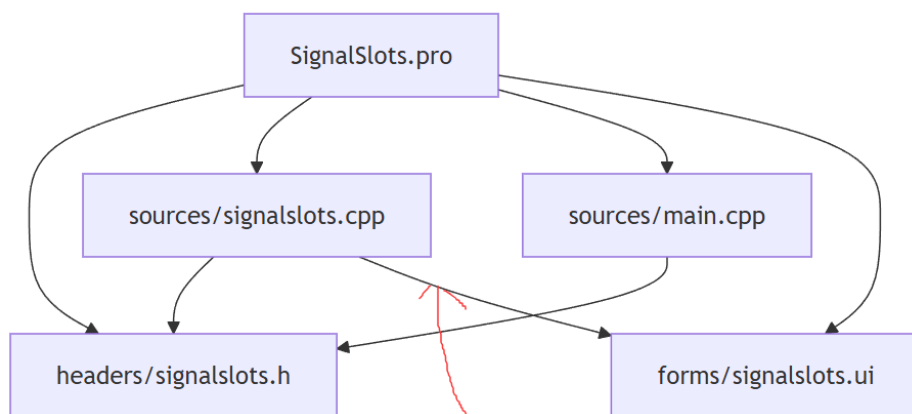 SignalSlots.pro
sources/signalslots.cpp
sources/main.cpp
headers/signalslots.h
forms/signalslots.ui